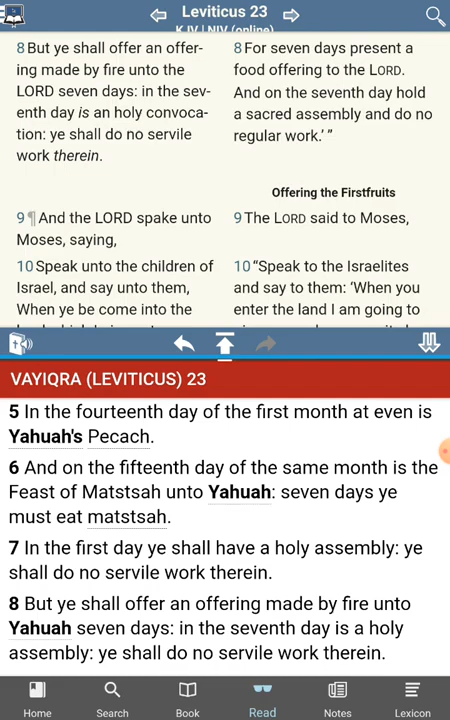 Leviticus 23
KJV | NIV (online)
8 But ye shall offer an offer-
ing made by fire unto the
LORD seven days: in the sev-
enth day is an holy convoca-
tion: ye shall do no servile
work therein.
9 ¶ And the LORD spake unto
Moses, saying,
10 Speak unto the children of
Israel, and say unto them,
When ye be come into the
8 For seven days present a
food offering to the LORD.
And on the seventh day hold
a sacred assembly and do no
regular work.’ ”
Offering the Firstfruits
9 The LORD said to Moses,
10 “Speak to the Israelites
and say to them: ‘When you
enter the land I am going to
VAYIQRA (LEVITICUS) 23
5 In the fourteenth day of the first month at even is
Yahuah's Pecach.
6 And on the fifteenth day of the same month is the
Feast of Matstsah unto Yahuah: seven days ye
must eat matstsah.
7 In the first day ye shall have a holy assembly: ye
shall do no servile work therein.
8 But ye shall offer an offering made by fire unto
Yahuah seven days: in the seventh day is a holy
assembly: ye shall do no servile work therein.
Home
Search
Book
Read
Notes
Lexicon